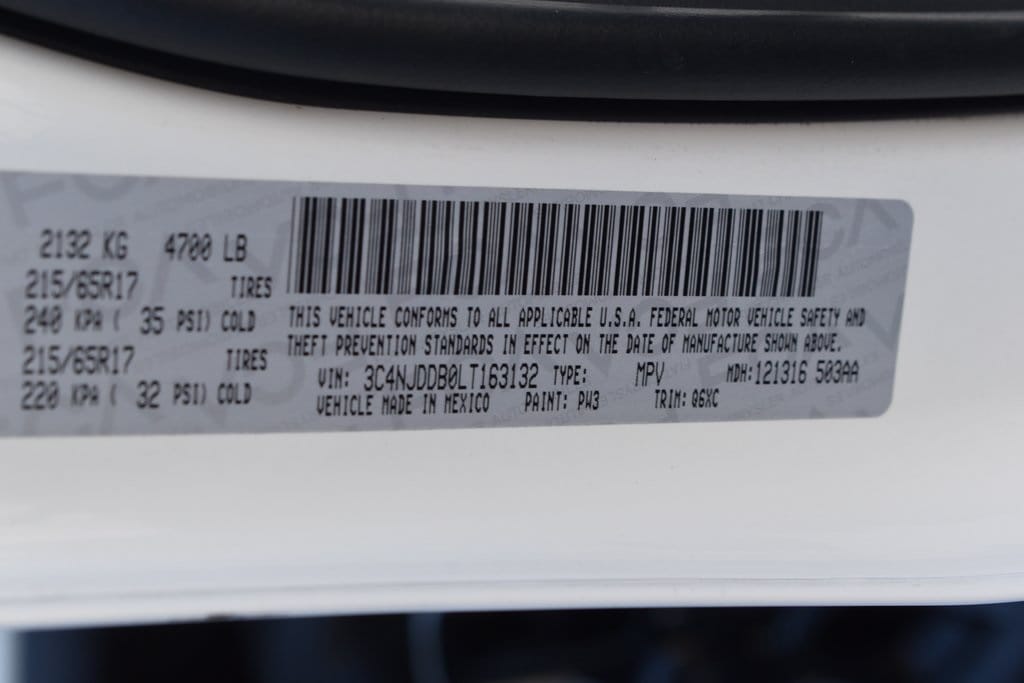 2132 KG 4700 LB
215/65R17 TIRES
240 KPA ( 35 PSI) COLD
215/65R17 TIRES
220 KPA ( 32 PSI) COLD
THIS VEHICLE CONFORMS TO ALL APPLICABLE U.S.A. FEDERAL MOTOR VEHICLE SAFETY AND
THEFT PREVENTION STANDARDS IN EFFECT ON THE DATE OF MANUFACTURE SHOWN ABOVE.
VIN: 3C4NJDDB0LT163132 TYPE: MPV MDH:121316 503AA
VEHICLE MADE IN MEXICO PAINT: PW3 TRIM: Q6XC